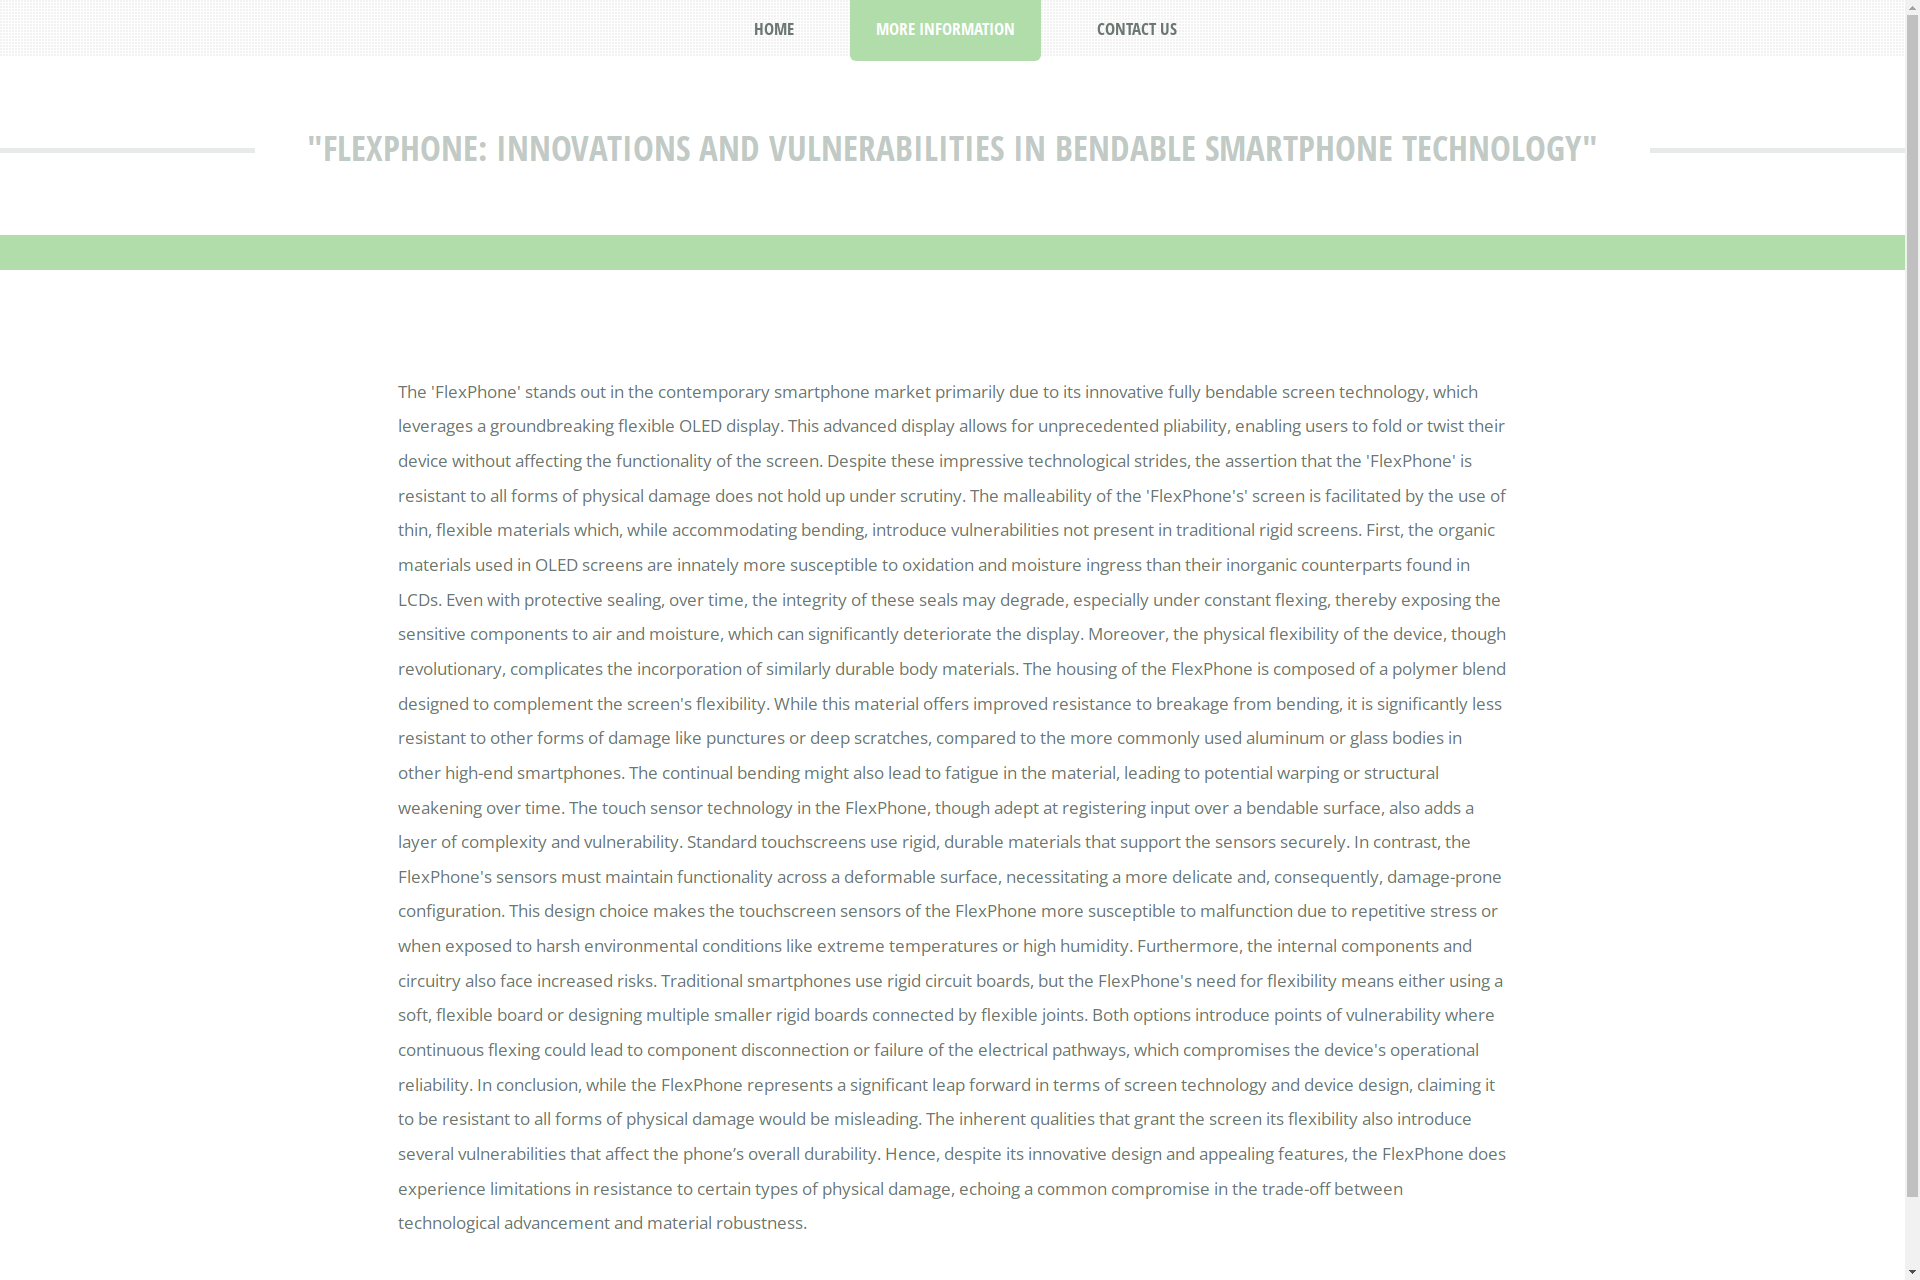 HOME MORE INFORMATION CONTACT US
"FLEXPHONE: INNOVATIONS AND VULNERABILITIES IN BENDABLE SMARTPHONE TECHNOLOGY"
The 'FlexPhone' stands out in the contemporary smartphone market primarily due to its innovative fully bendable screen technology, which
leverages a groundbreaking flexible OLED display. This advanced display allows for unprecedented pliability, enabling users to fold or twist their
device without affecting the functionality of the screen. Despite these impressive technological strides, the assertion that the 'FlexPhone' is
resistant to all forms of physical damage does not hold up under scrutiny. The malleability of the 'FlexPhone's' screen is facilitated by the use of
thin, flexible materials which, while accommodating bending, introduce vulnerabilities not present in traditional rigid screens. First, the organic
materials used in OLED screens are innately more susceptible to oxidation and moisture ingress than their inorganic counterparts found in
LCDs. Even with protective sealing, over time, the integrity of these seals may degrade, especially under constant flexing, thereby exposing the
sensitive components to air and moisture, which can significantly deteriorate the display. Moreover, the physical flexibility of the device, though
revolutionary, complicates the incorporation of similarly durable body materials. The housing of the FlexPhone is composed of a polymer blend
designed to complement the screen's flexibility. While this material offers improved resistance to breakage from bending, it is significantly less
resistant to other forms of damage like punctures or deep scratches, compared to the more commonly used aluminum or glass bodies in
other high-end smartphones. The continual bending might also lead to fatigue in the material, leading to potential warping or structural
weakening over time. The touch sensor technology in the FlexPhone, though adept at registering input over a bendable surface, also adds a
layer of complexity and vulnerability. Standard touchscreens use rigid, durable materials that support the sensors securely. In contrast, the
FlexPhone's sensors must maintain functionality across a deformable surface, necessitating a more delicate and, consequently, damage-prone
configuration. This design choice makes the touchscreen sensors of the FlexPhone more susceptible to malfunction due to repetitive stress or
when exposed to harsh environmental conditions like extreme temperatures or high humidity. Furthermore, the internal components and
circuitry also face increased risks. Traditional smartphones use rigid circuit boards, but the FlexPhone's need for flexibility means either using a
soft, flexible board or designing multiple smaller rigid boards connected by flexible joints. Both options introduce points of vulnerability where
continuous flexing could lead to component disconnection or failure of the electrical pathways, which compromises the device's operational
reliability. In conclusion, while the FlexPhone represents a significant leap forward in terms of screen technology and device design, claiming it
to be resistant to all forms of physical damage would be misleading. The inherent qualities that grant the screen its flexibility also introduce
several vulnerabilities that affect the phone’s overall durability. Hence, despite its innovative design and appealing features, the FlexPhone does
experience limitations in resistance to certain types of physical damage, echoing a common compromise in the trade-off between
technological advancement and material robustness.